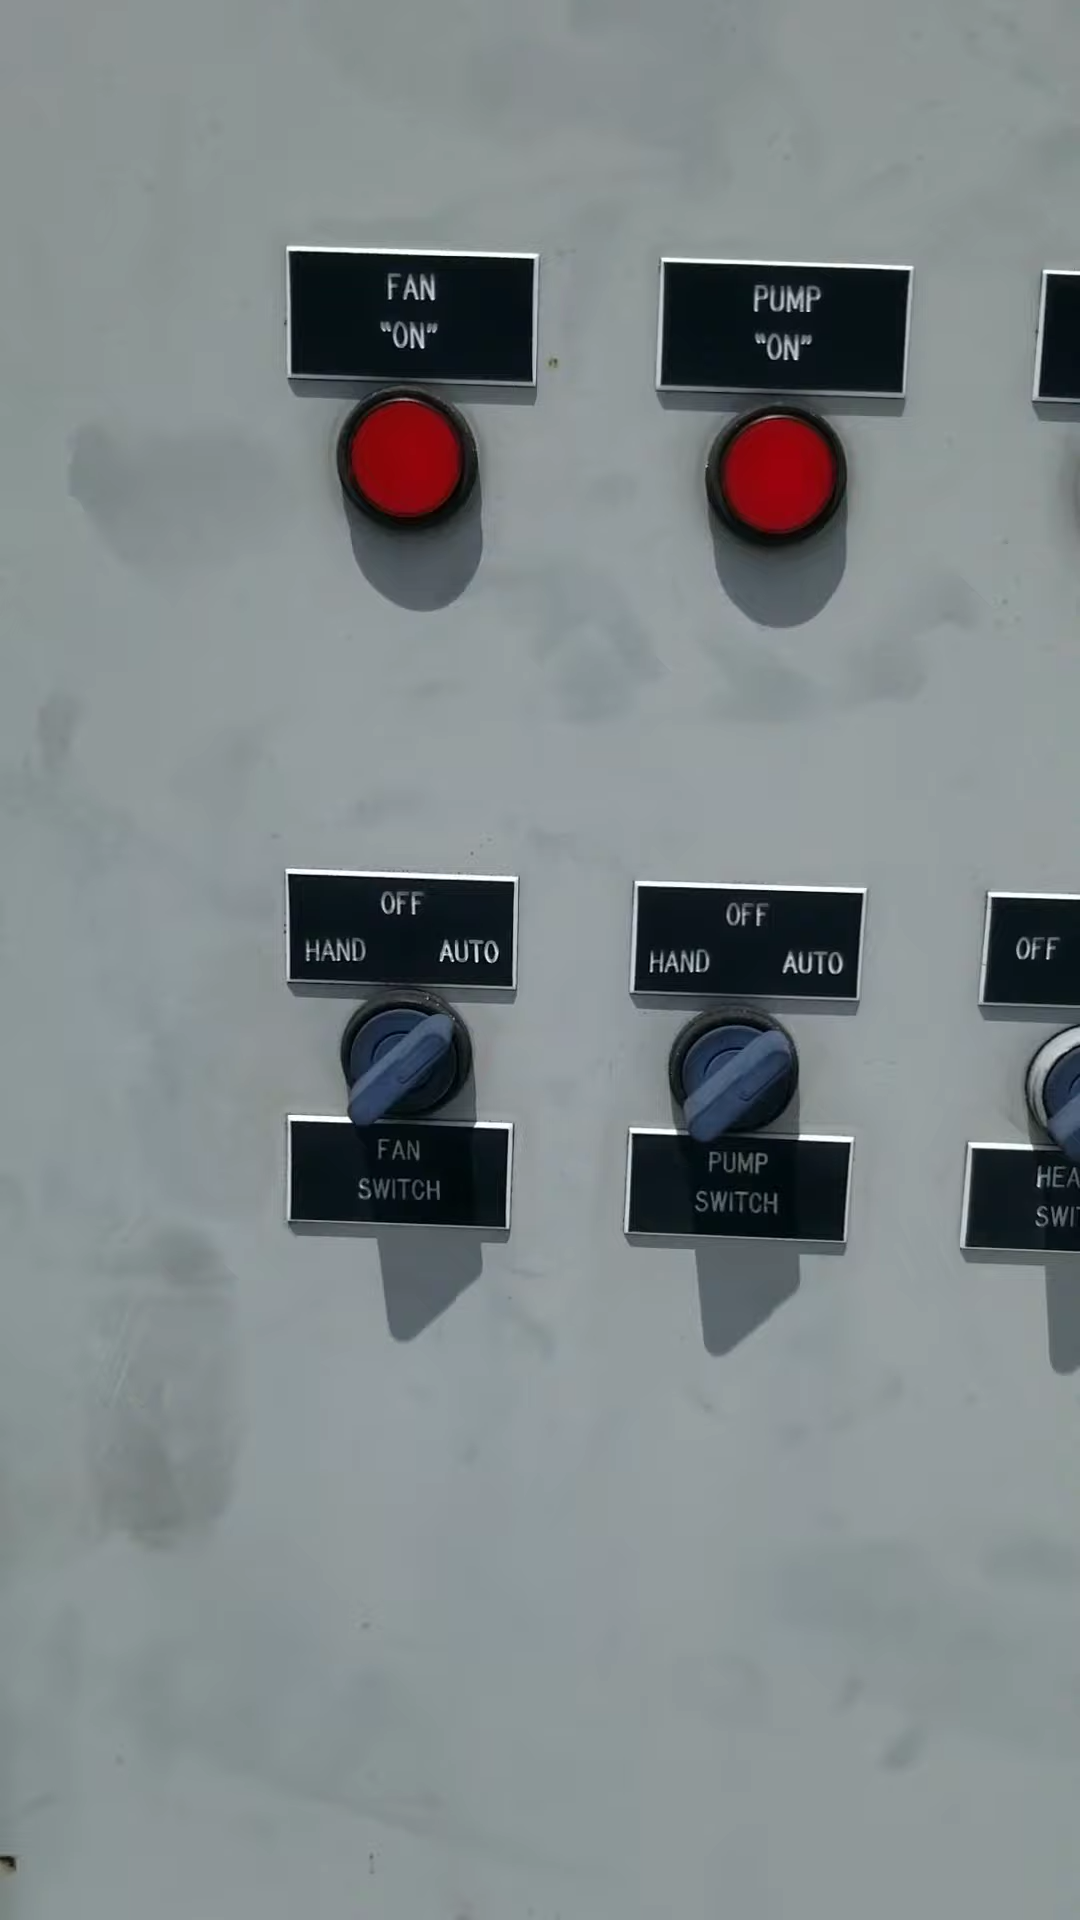 FAN
"ON"
PUMP
"ON"
OFF
HAND AUTO
OFF
HAND AUTO
OFF
FAN
SWITCH
PUMP
SWITCH